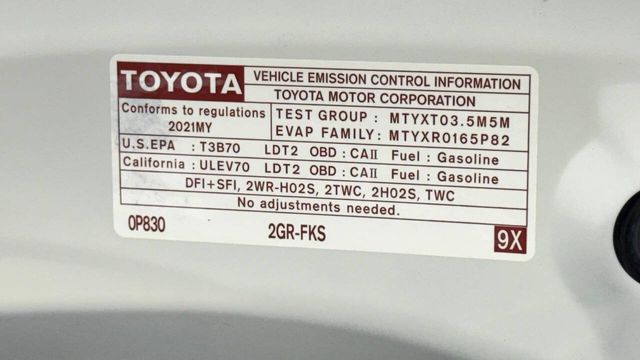 TOYOTA
VEHICLE EMISSION CONTROL INFORMATION
TOYOTA MOTOR CORPORATION
Conforms to regulations
2021MY
TEST GROUP : MTYXT03.5M5M
EVAP FAMILY: MTYXR0165P82
U.S.EPA : T3B70 LDT2 OBD : CAII Fuel : Gasoline
California : ULEV70 LDT2 OBD : CAII Fuel : Gasoline
DFI+SFI, 2WR-HO2S, 2TWC, 2HO2S, TWC
No adjustments needed.
0P830 2GR-FKS 9X